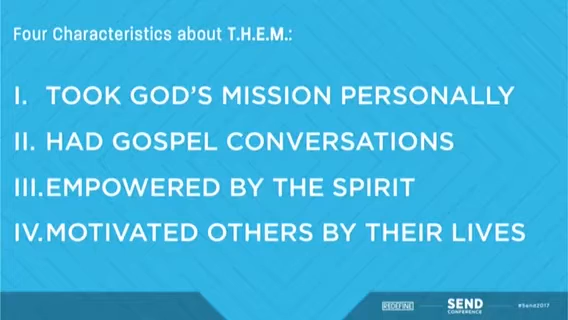 Four Characteristics about T.H.E.M.:
I. TOOK GOD'S MISSION PERSONALLY
II. HAD GOSPEL CONVERSATIONS
III.EMPOWERED BY THE SPIRIT
IV.MOTIVATED OTHERS BY THEIR LIVES
REDEFINE SEND CONFERENCE #Send2017